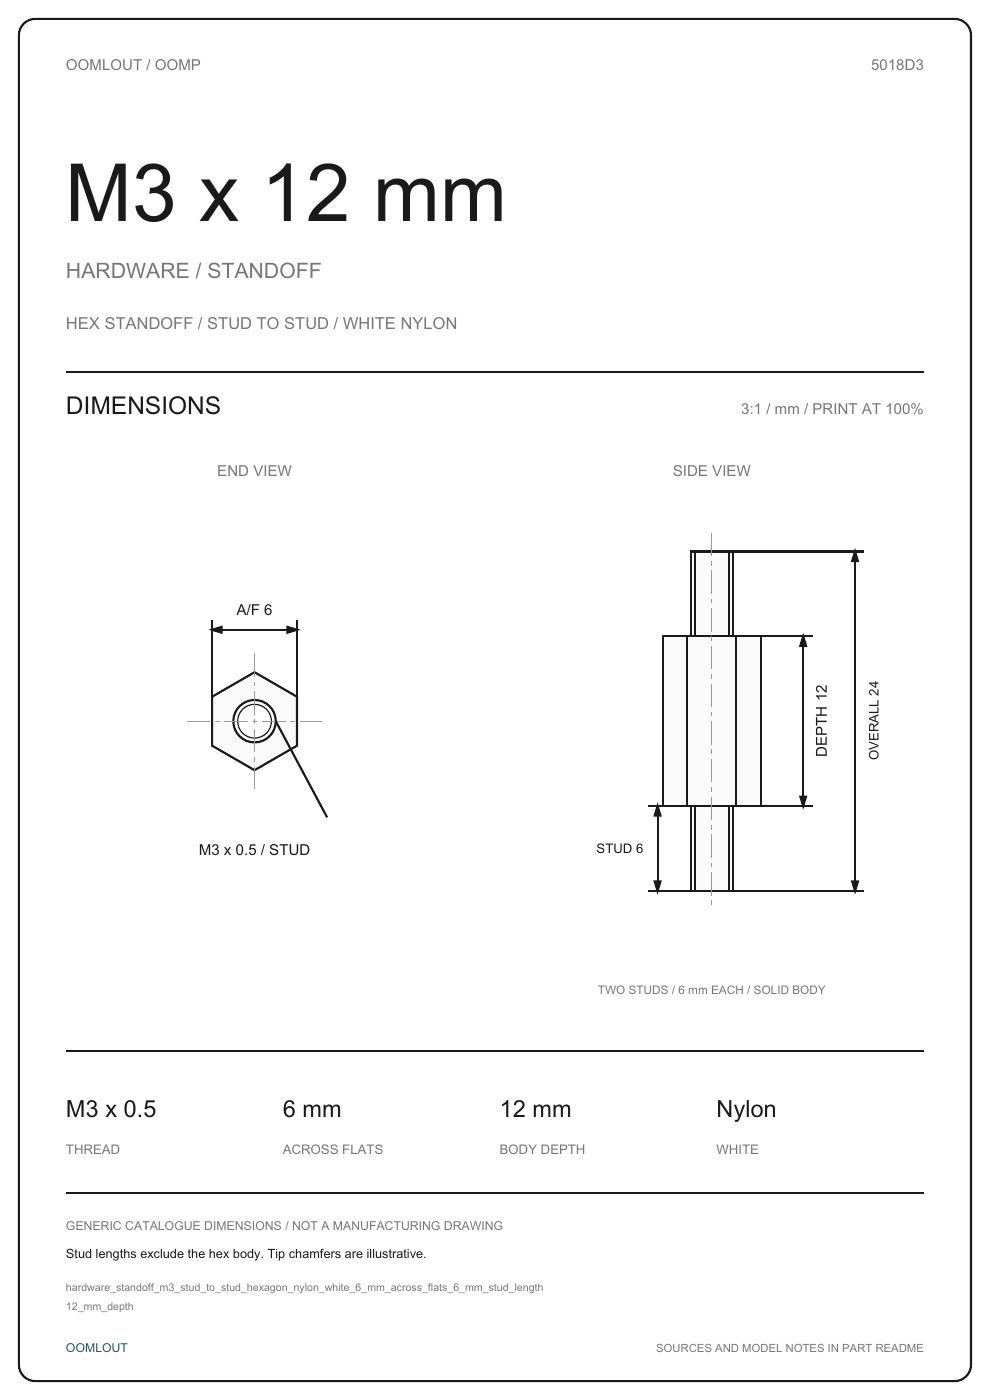 OOMLOUT / OOMP
5018D3
M3 x 12 mm
HARDWARE / STANDOFF
HEX STANDOFF / STUD TO STUD / WHITE NYLON
DIMENSIONS
3:1 / mm / PRINT AT 100%
END VIEW
SIDE VIEW
A/F 6
M3 x 0.5 / STUD
DEPTH 12
OVERALL 24
STUD 6
TWO STUDS / 6 mm EACH / SOLID BODY
M3 x 0.5
6 mm
12 mm
Nylon
THREAD
ACROSS FLATS
BODY DEPTH
WHITE
GENERIC CATALOGUE DIMENSIONS / NOT A MANUFACTURING DRAWING
Stud lengths exclude the hex body. Tip chamfers are illustrative.
hardware_standoff_m3_stud_to_stud_hexagon_nylon_white_6_mm_across_flats_6_mm_stud_length
12_mm_depth
OOMLOUT
SOURCES AND MODEL NOTES IN PART README